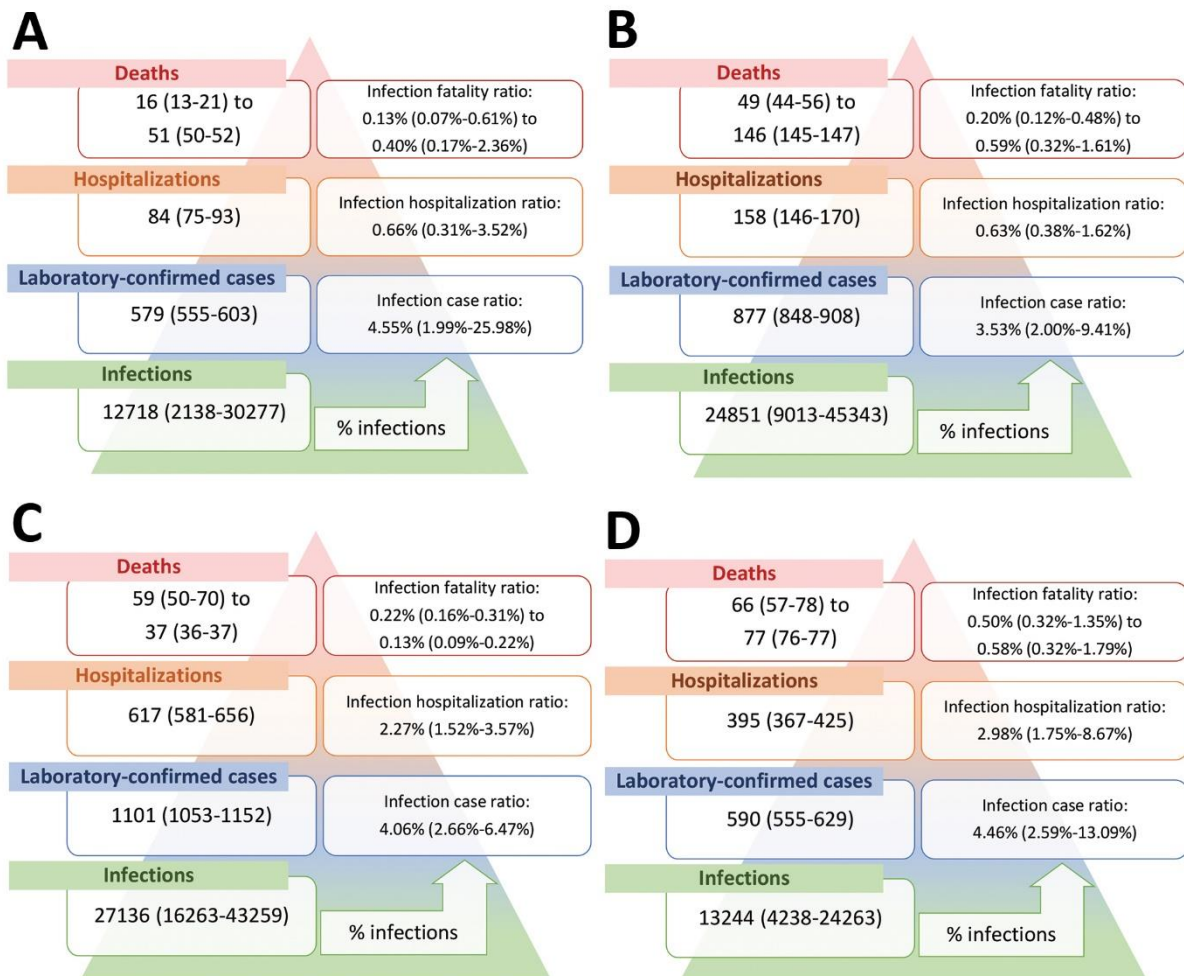 A
Deaths
16 (13-21) to
51 (50-52)
Infection fatality ratio:
0.13% (0.07%-0.61%) to
0.40% (0.17%-2.36%)
Hospitalizations
84 (75-93)
Infection hospitalization ratio:
0.66% (0.31%-3.52%)
Laboratory-confirmed cases
579 (555-603)
Infection case ratio:
4.55% (1.99%-25.98%)
Infections
12718 (2138-30277)
% infections
B
Deaths
49 (44-56) to
146 (145-147)
Infection fatality ratio:
0.20% (0.12%-0.48%) to
0.59% (0.32%-1.61%)
Hospitalizations
158 (146-170)
Infection hospitalization ratio:
0.63% (0.38%-1.62%)
Laboratory-confirmed cases
877 (848-908)
Infection case ratio:
3.53% (2.00%-9.41%)
Infections
24851 (9013-45343)
% infections
C
Deaths
59 (50-70) to
37 (36-37)
Infection fatality ratio:
0.22% (0.16%-0.31%) to
0.13% (0.09%-0.22%)
Hospitalizations
617 (581-656)
Infection hospitalization ratio:
2.27% (1.52%-3.57%)
Laboratory-confirmed cases
1101 (1053-1152)
Infection case ratio:
4.06% (2.66%-6.47%)
Infections
27136 (16263-43259)
% infections
D
Deaths
66 (57-78) to
77 (76-77)
Infection fatality ratio:
0.50% (0.32%-1.35%) to
0.58% (0.32%-1.79%)
Hospitalizations
395 (367-425)
Infection hospitalization ratio:
2.98% (1.75%-8.67%)
Laboratory-confirmed cases
590 (555-629)
Infection case ratio:
4.46% (2.59%-13.09%)
Infections
13244 (4238-24263)
% infections